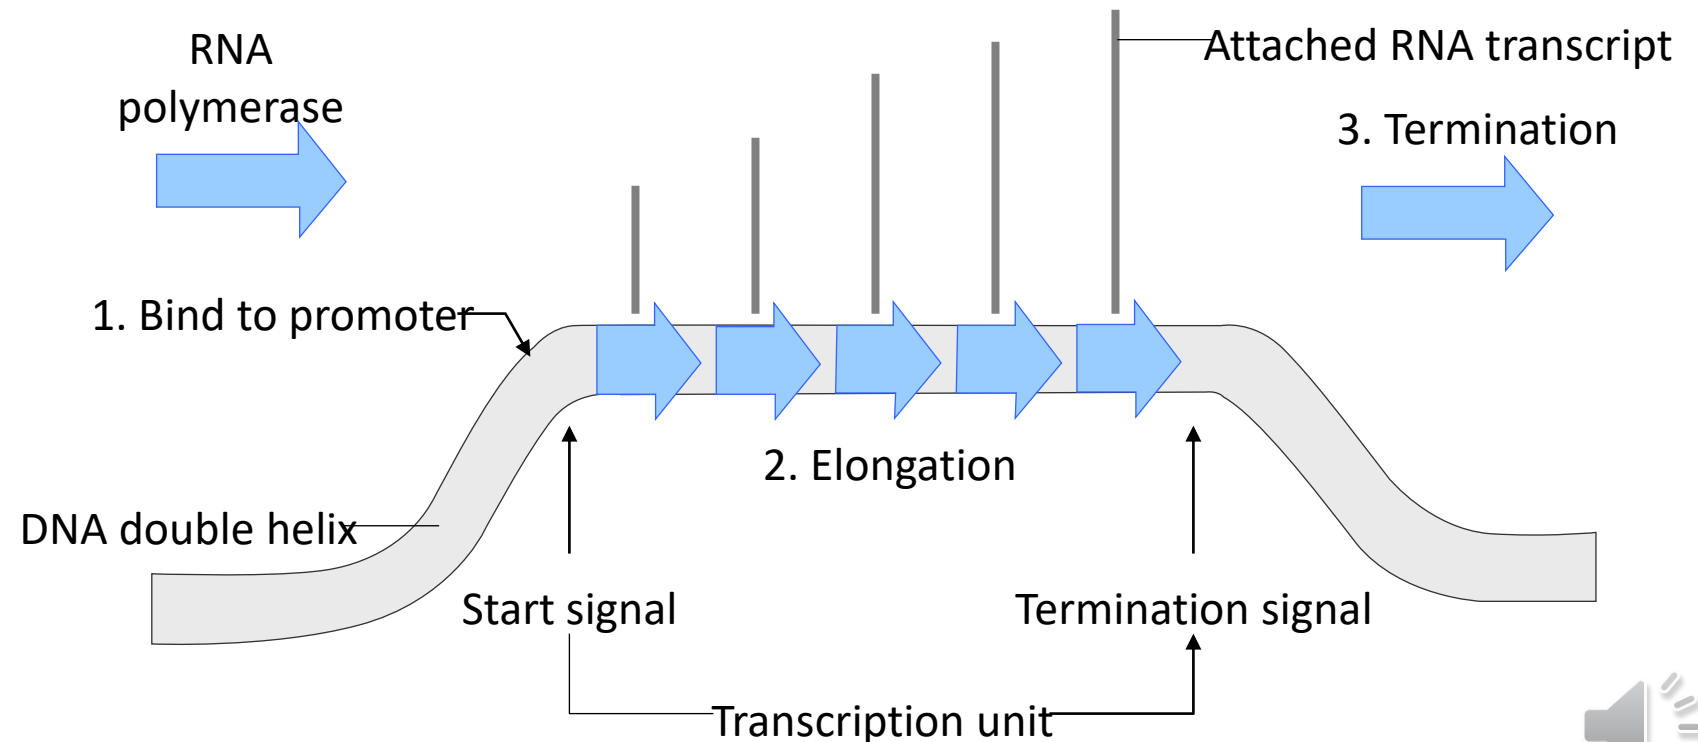 RNA
polymerase
Attached RNA transcript
3. Termination
1. Bind to promoter
2. Elongation
DNA double helix
Start signal
Termination signal
Transcription unit